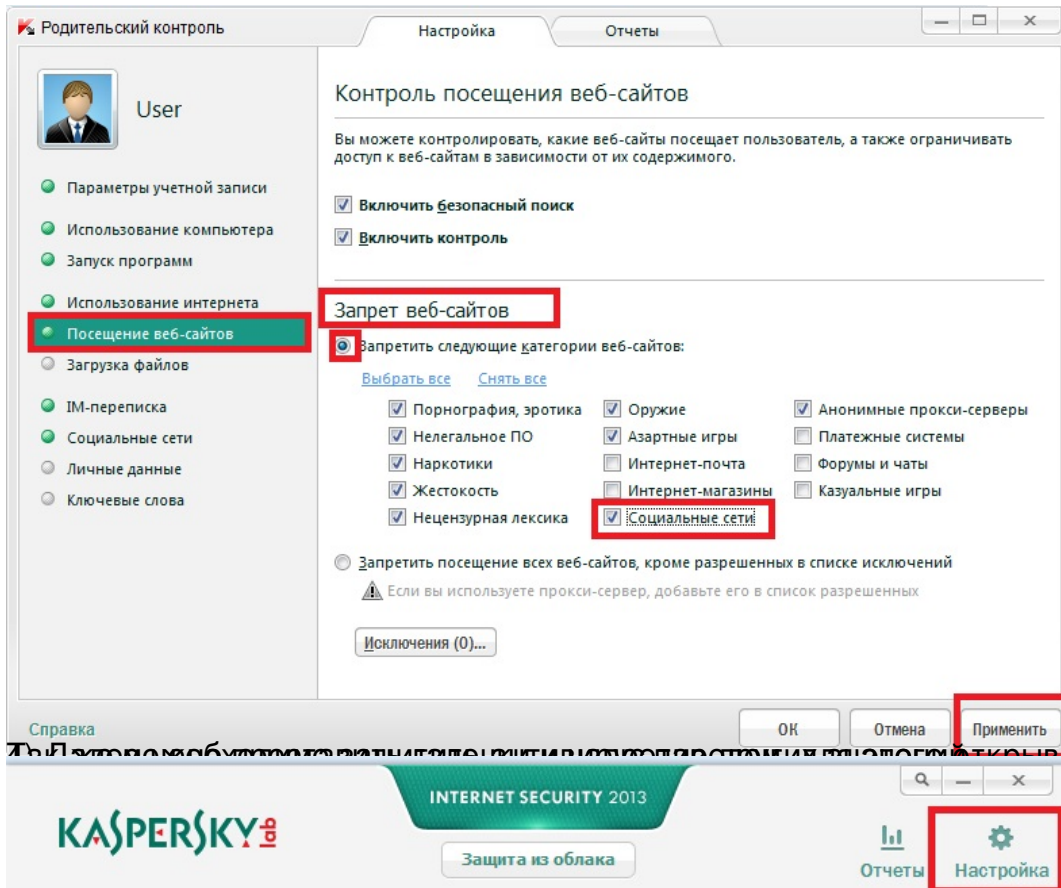 Родительский контроль
Настройка
Отчеты
User
Параметры учетной записи
Использование компьютера
Запуск программ
Использование интернета
Посещение веб-сайтов
Загрузка файлов
IM-переписка
Социальные сети
Личные данные
Ключевые слова
Контроль посещения веб-сайтов
Вы можете контролировать, какие веб-сайты посещает пользователь, а также ограничивать
доступ к веб-сайтам в зависимости от их содержимого.
Включить безопасный поиск
Включить контроль
Запрет веб-сайтов
Запретить следующие категории веб-сайтов:
Выбрать все Снять все
Порнография, эротика Оружие Анонимные прокси-серверы
Нелегальное ПО Азартные игры Платежные системы
Наркотики Интернет-почта Форумы и чаты
Жестокость Интернет-магазины Казуальные игры
Нецензурная лексика Социальные сети
Запретить посещение всех веб-сайтов, кроме разрешенных в списке исключений
Если вы используете прокси-сервер, добавьте его в список разрешенных
Исключения (0)...
Справка
ОК Отмена Применить
INTERNET SECURITY 2013
KASPERSKY lab
Защита из облака
Отчеты Настройка